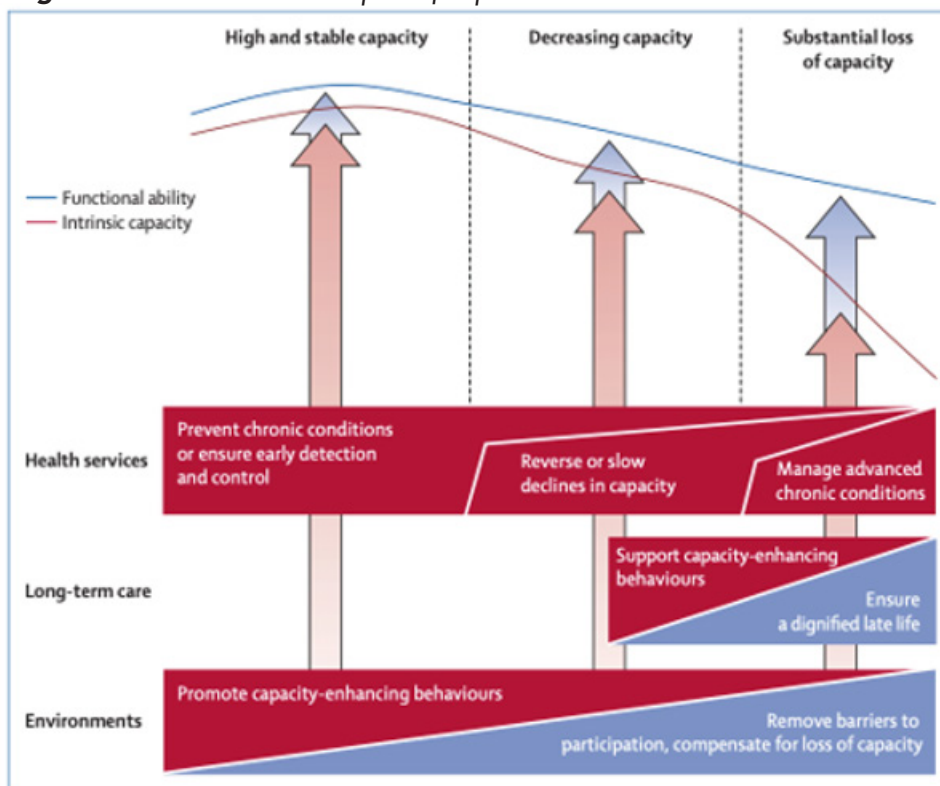 High and stable capacity
Decreasing capacity
Substantial loss
of capacity
Functional ability
Intrinsic capacity
Health services
Prevent chronic conditions
or ensure early detection
and control
Reverse or slow
declines in capacity
Manage advanced
chronic conditions
Long-term care
Support capacity-enhancing
behaviours
Ensure
a dignified late life
Environments
Promote capacity-enhancing behaviours
Remove barriers to
participation, compensate for loss of capacity